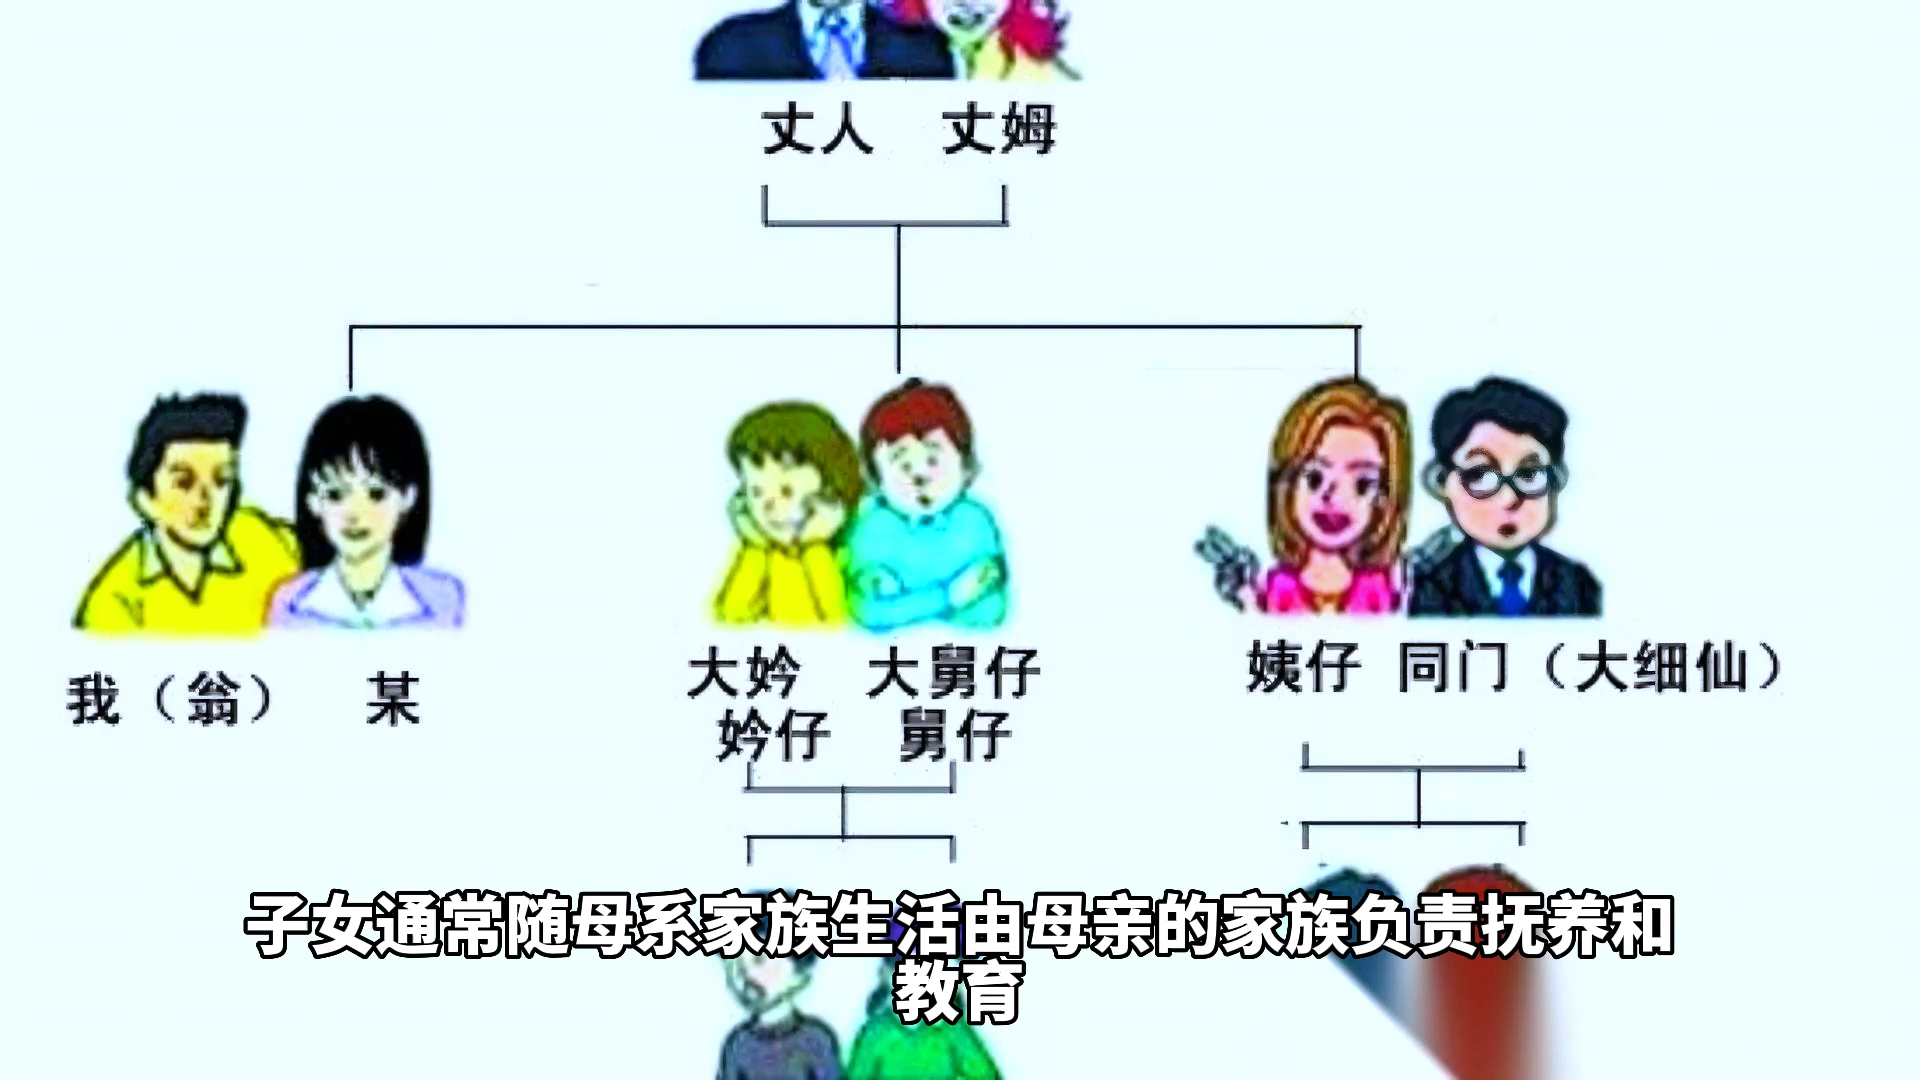 丈人 丈姆
我（翁） 某
大妗 大舅仔
妗仔 舅仔
姨仔 同门（大细仙）
子女通常随母系家族生活由母亲的家族负责抚养和
教育